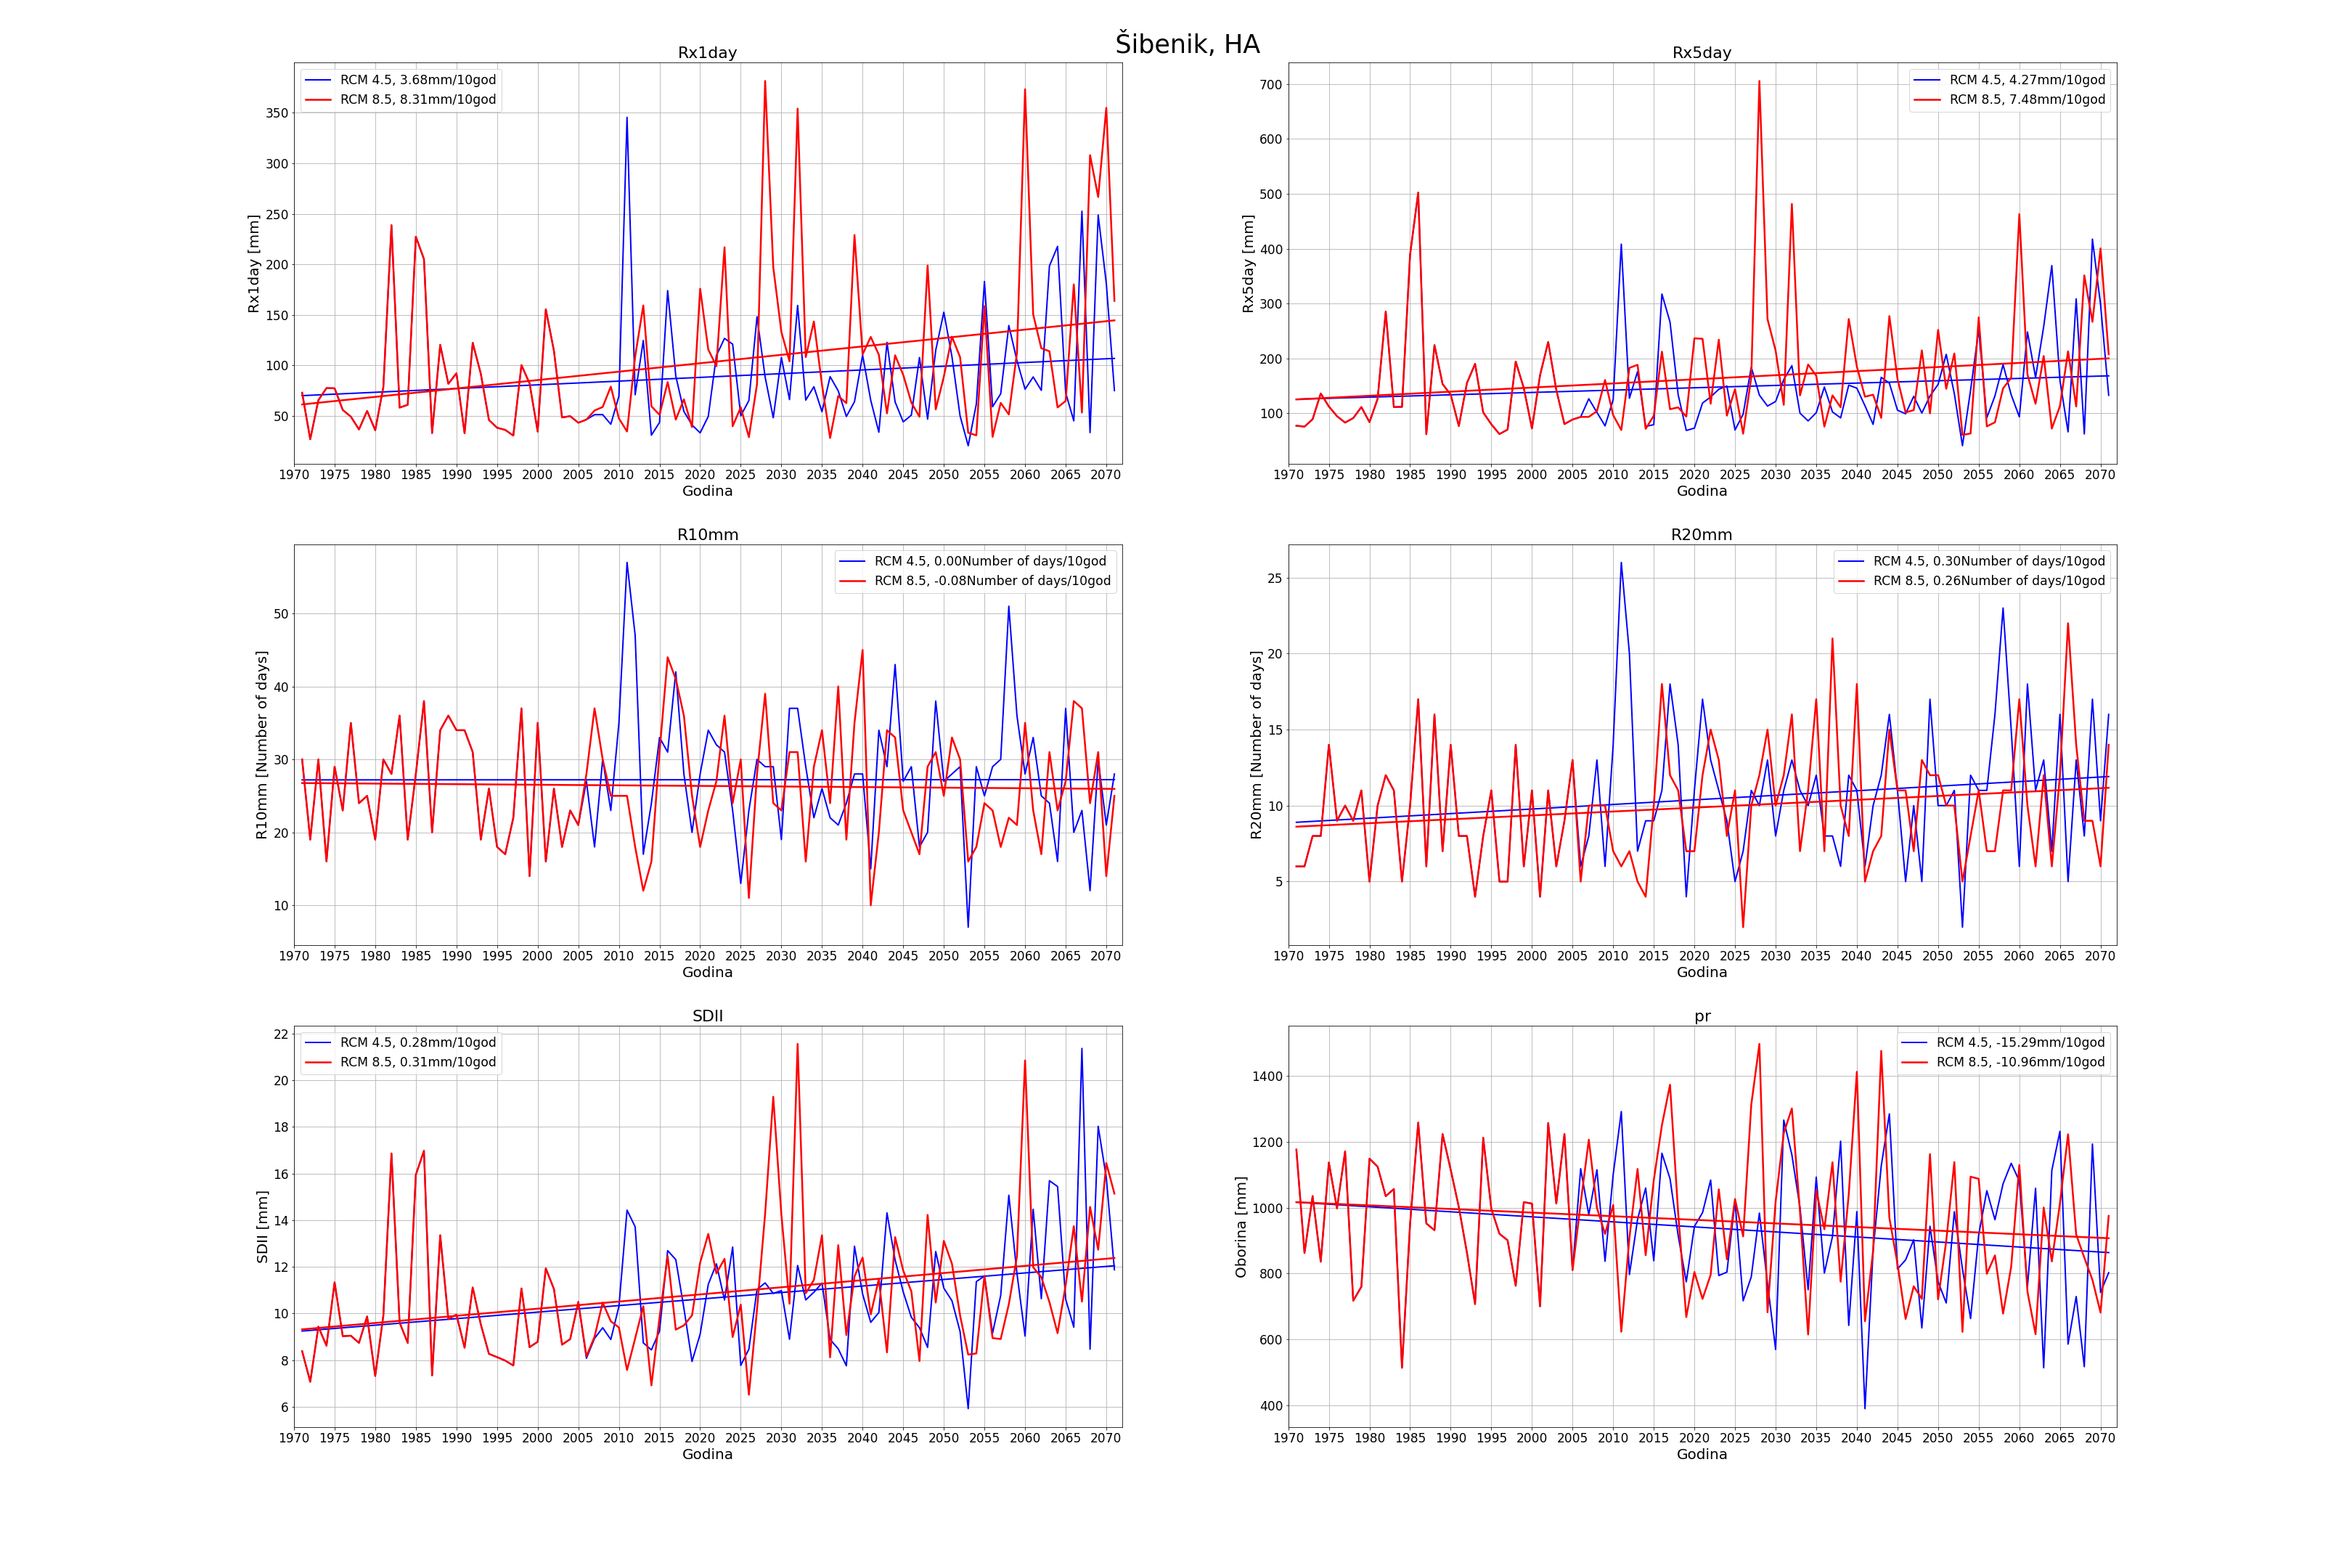 Šibenik, HA
Rx1day
RCM 4.5, 3.68mm/10god
RCM 8.5, 8.31mm/10god
Rx1day [mm]
350
300
250
200
150
100
50
1970 1975 1980 1985 1990 1995 2000 2005 2010 2015 2020 2025 2030 2035 2040 2045 2050 2055 2060 2065 2070
Godina
Rx5day
RCM 4.5, 4.27mm/10god
RCM 8.5, 7.48mm/10god
Rx5day [mm]
700
600
500
400
300
200
100
1970 1975 1980 1985 1990 1995 2000 2005 2010 2015 2020 2025 2030 2035 2040 2045 2050 2055 2060 2065 2070
Godina
R10mm
RCM 4.5, 0.00Number of days/10god
RCM 8.5, -0.08Number of days/10god
R10mm [Number of days]
50
40
30
20
10
1970 1975 1980 1985 1990 1995 2000 2005 2010 2015 2020 2025 2030 2035 2040 2045 2050 2055 2060 2065 2070
Godina
R20mm
RCM 4.5, 0.30Number of days/10god
RCM 8.5, 0.26Number of days/10god
R20mm [Number of days]
25
20
15
10
5
1970 1975 1980 1985 1990 1995 2000 2005 2010 2015 2020 2025 2030 2035 2040 2045 2050 2055 2060 2065 2070
Godina
SDII
RCM 4.5, 0.28mm/10god
RCM 8.5, 0.31mm/10god
SDII [mm]
22
20
18
16
14
12
10
8
6
1970 1975 1980 1985 1990 1995 2000 2005 2010 2015 2020 2025 2030 2035 2040 2045 2050 2055 2060 2065 2070
Godina
pr
RCM 4.5, -15.29mm/10god
RCM 8.5, -10.96mm/10god
Oborina [mm]
1400
1200
1000
800
600
400
1970 1975 1980 1985 1990 1995 2000 2005 2010 2015 2020 2025 2030 2035 2040 2045 2050 2055 2060 2065 2070
Godina